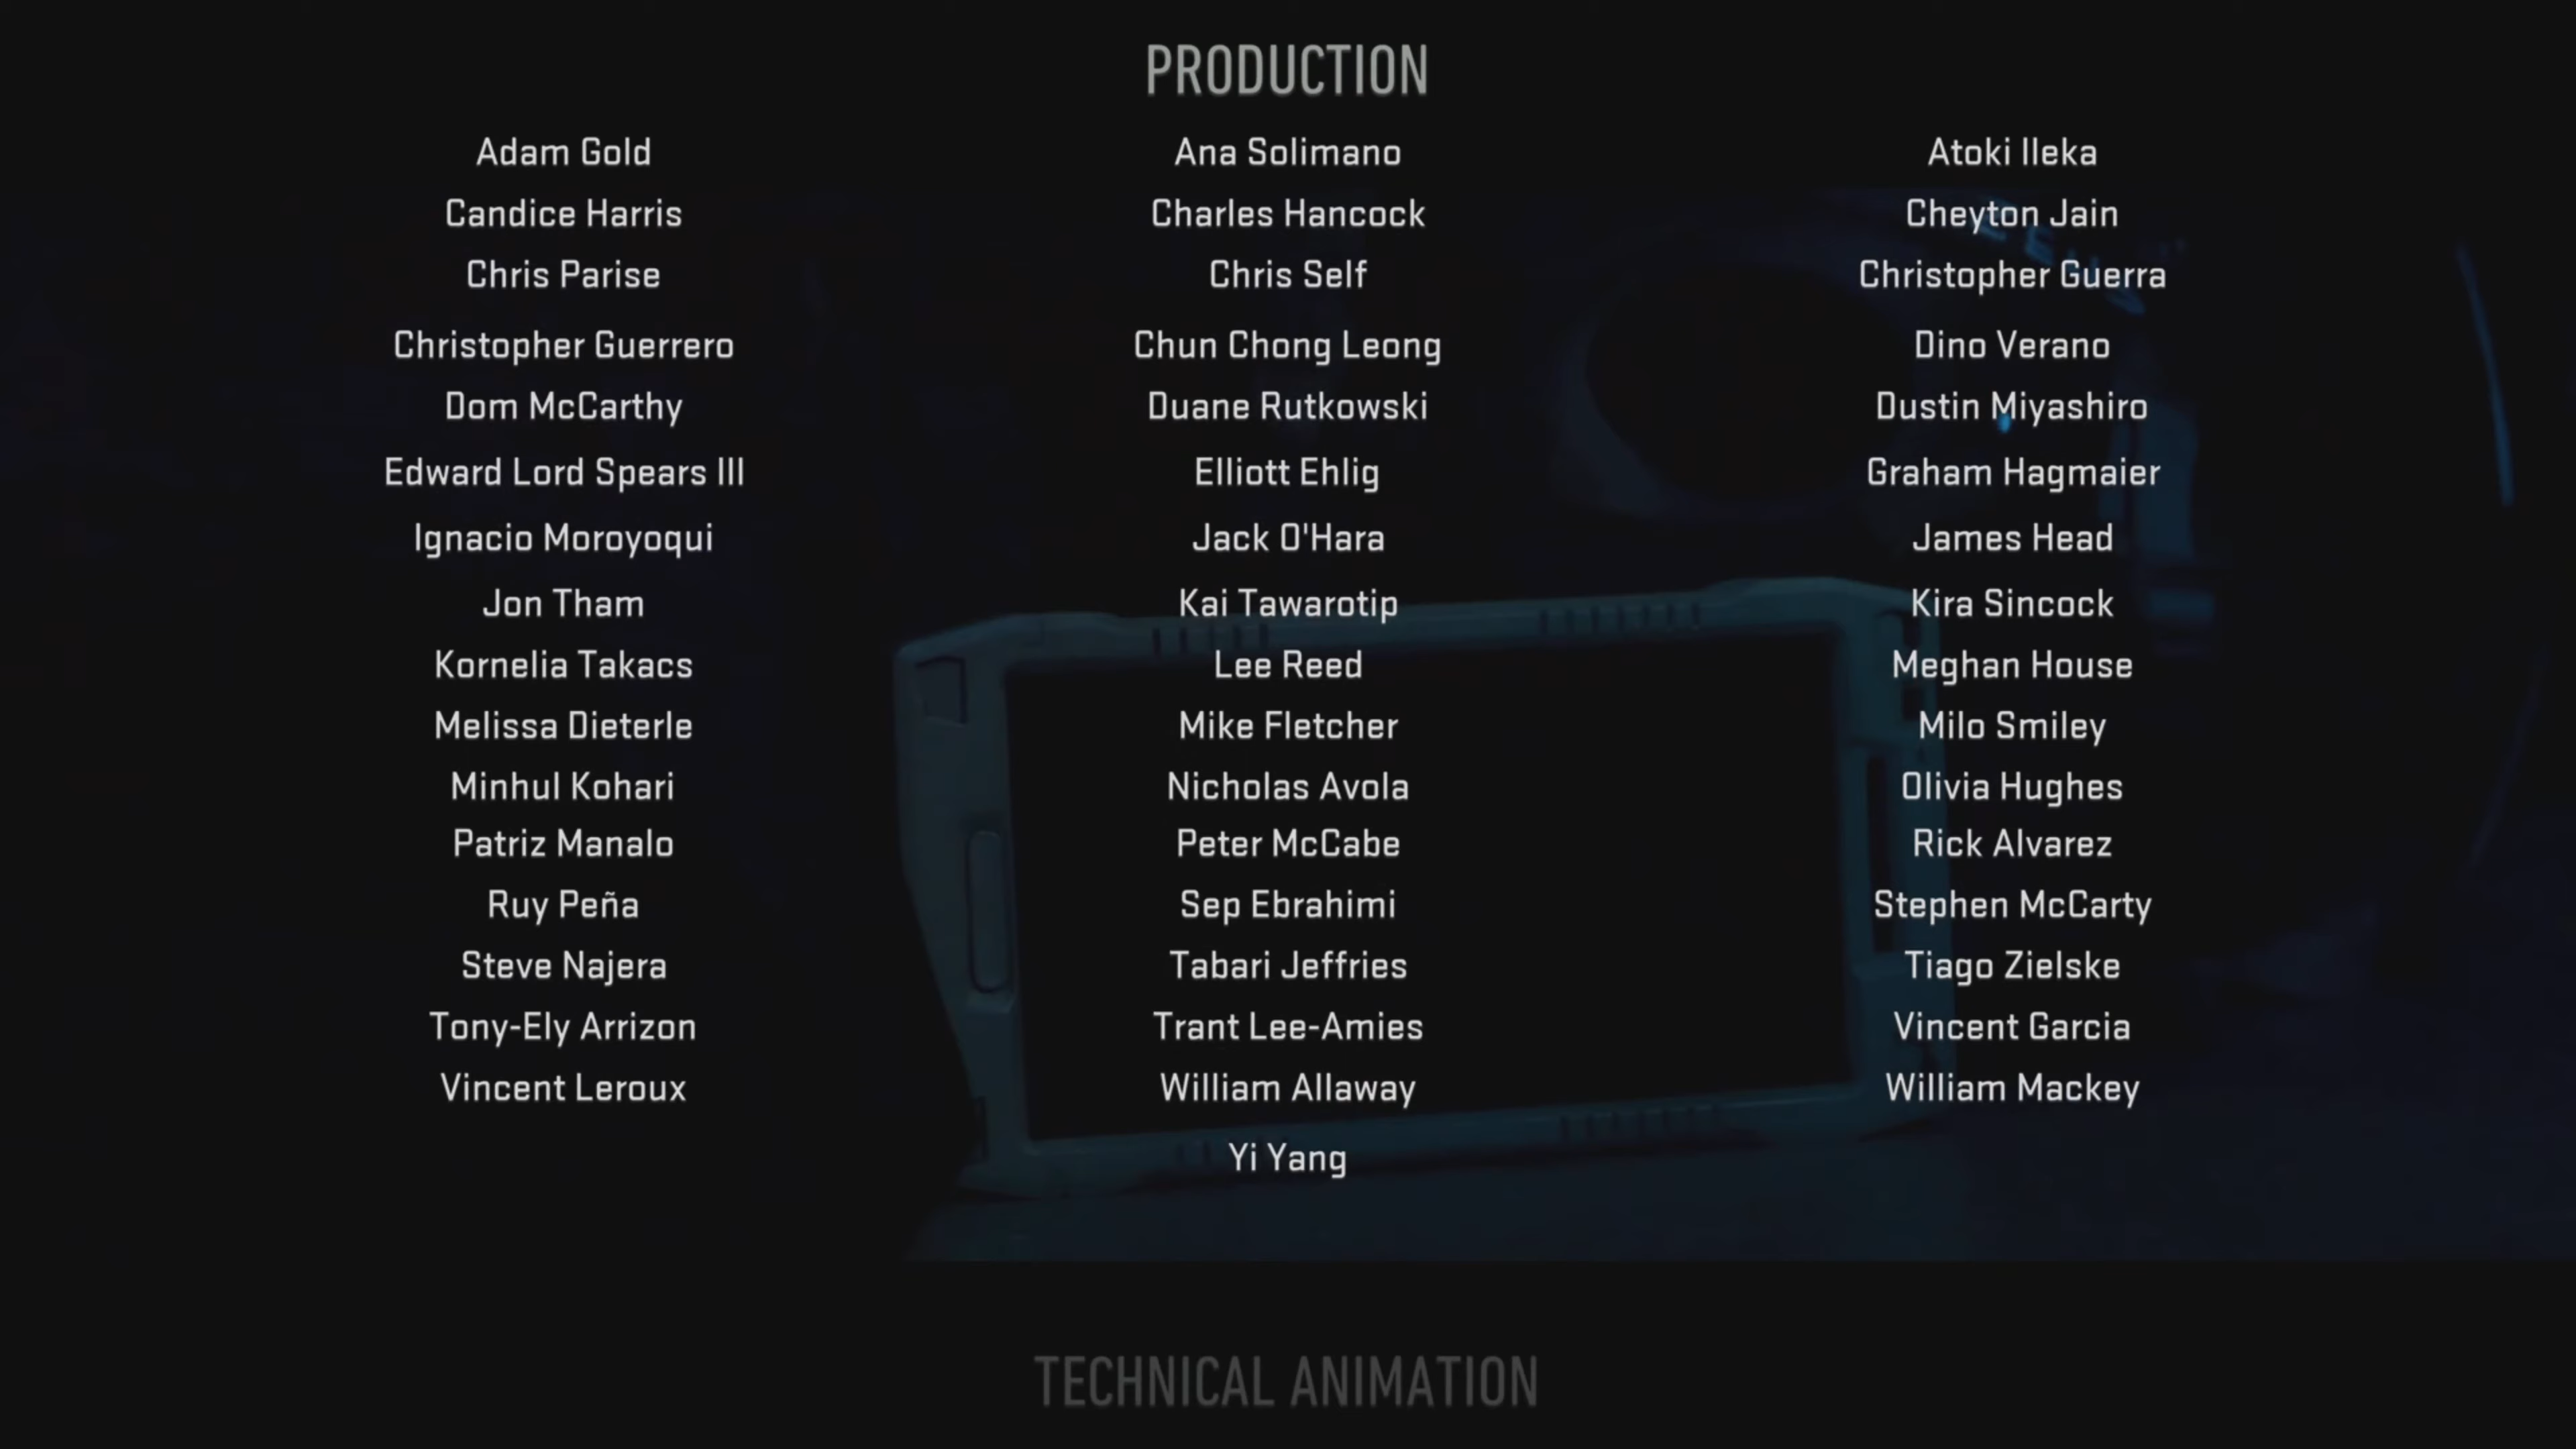 PRODUCTION
Adam Gold Ana Solimano Atoki Ileka
Candice Harris Charles Hancock Cheyton Jain
Chris Parise Chris Self Christopher Guerra
Christopher Guerrero Chun Chong Leong Dino Verano
Dom McCarthy Duane Rutkowski Dustin Miyashiro
Edward Lord Spears III Elliott Ehlig Graham Hagmaier
Ignacio Moroyoqui Jack O'Hara James Head
Jon Tham Kai Tawarotip Kira Sincock
Kornelia Takacs Lee Reed Meghan House
Melissa Dieterle Mike Fletcher Milo Smiley
Minhul Kohari Nicholas Avola Olivia Hughes
Patriz Manalo Peter McCabe Rick Alvarez
Ruy Peña Sep Ebrahimi Stephen McCarty
Steve Najera Tabari Jeffries Tiago Zielske
Tony-Ely Arrizon Trant Lee-Amies Vincent Garcia
Vincent Leroux William Allaway William Mackey
Yi Yang
TECHNICAL ANIMATION